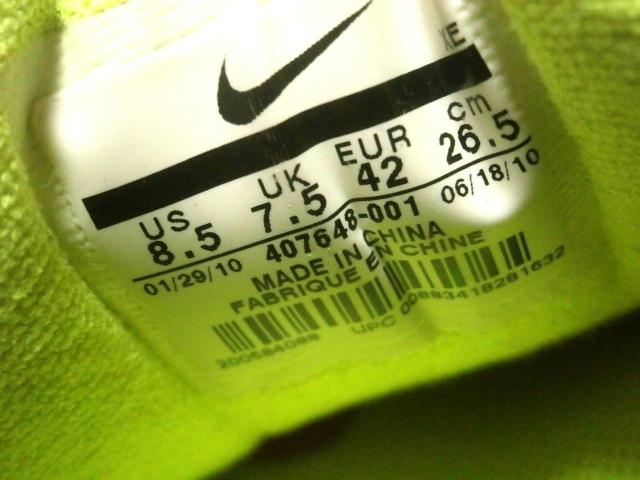 XE
US UK EUR cm
8.5 7.5 42 26.5
01/29/10 407648-001 06/18/10
MADE IN CHINA
FABRIQUE EN CHINE
200584088 UPC 00883418281632